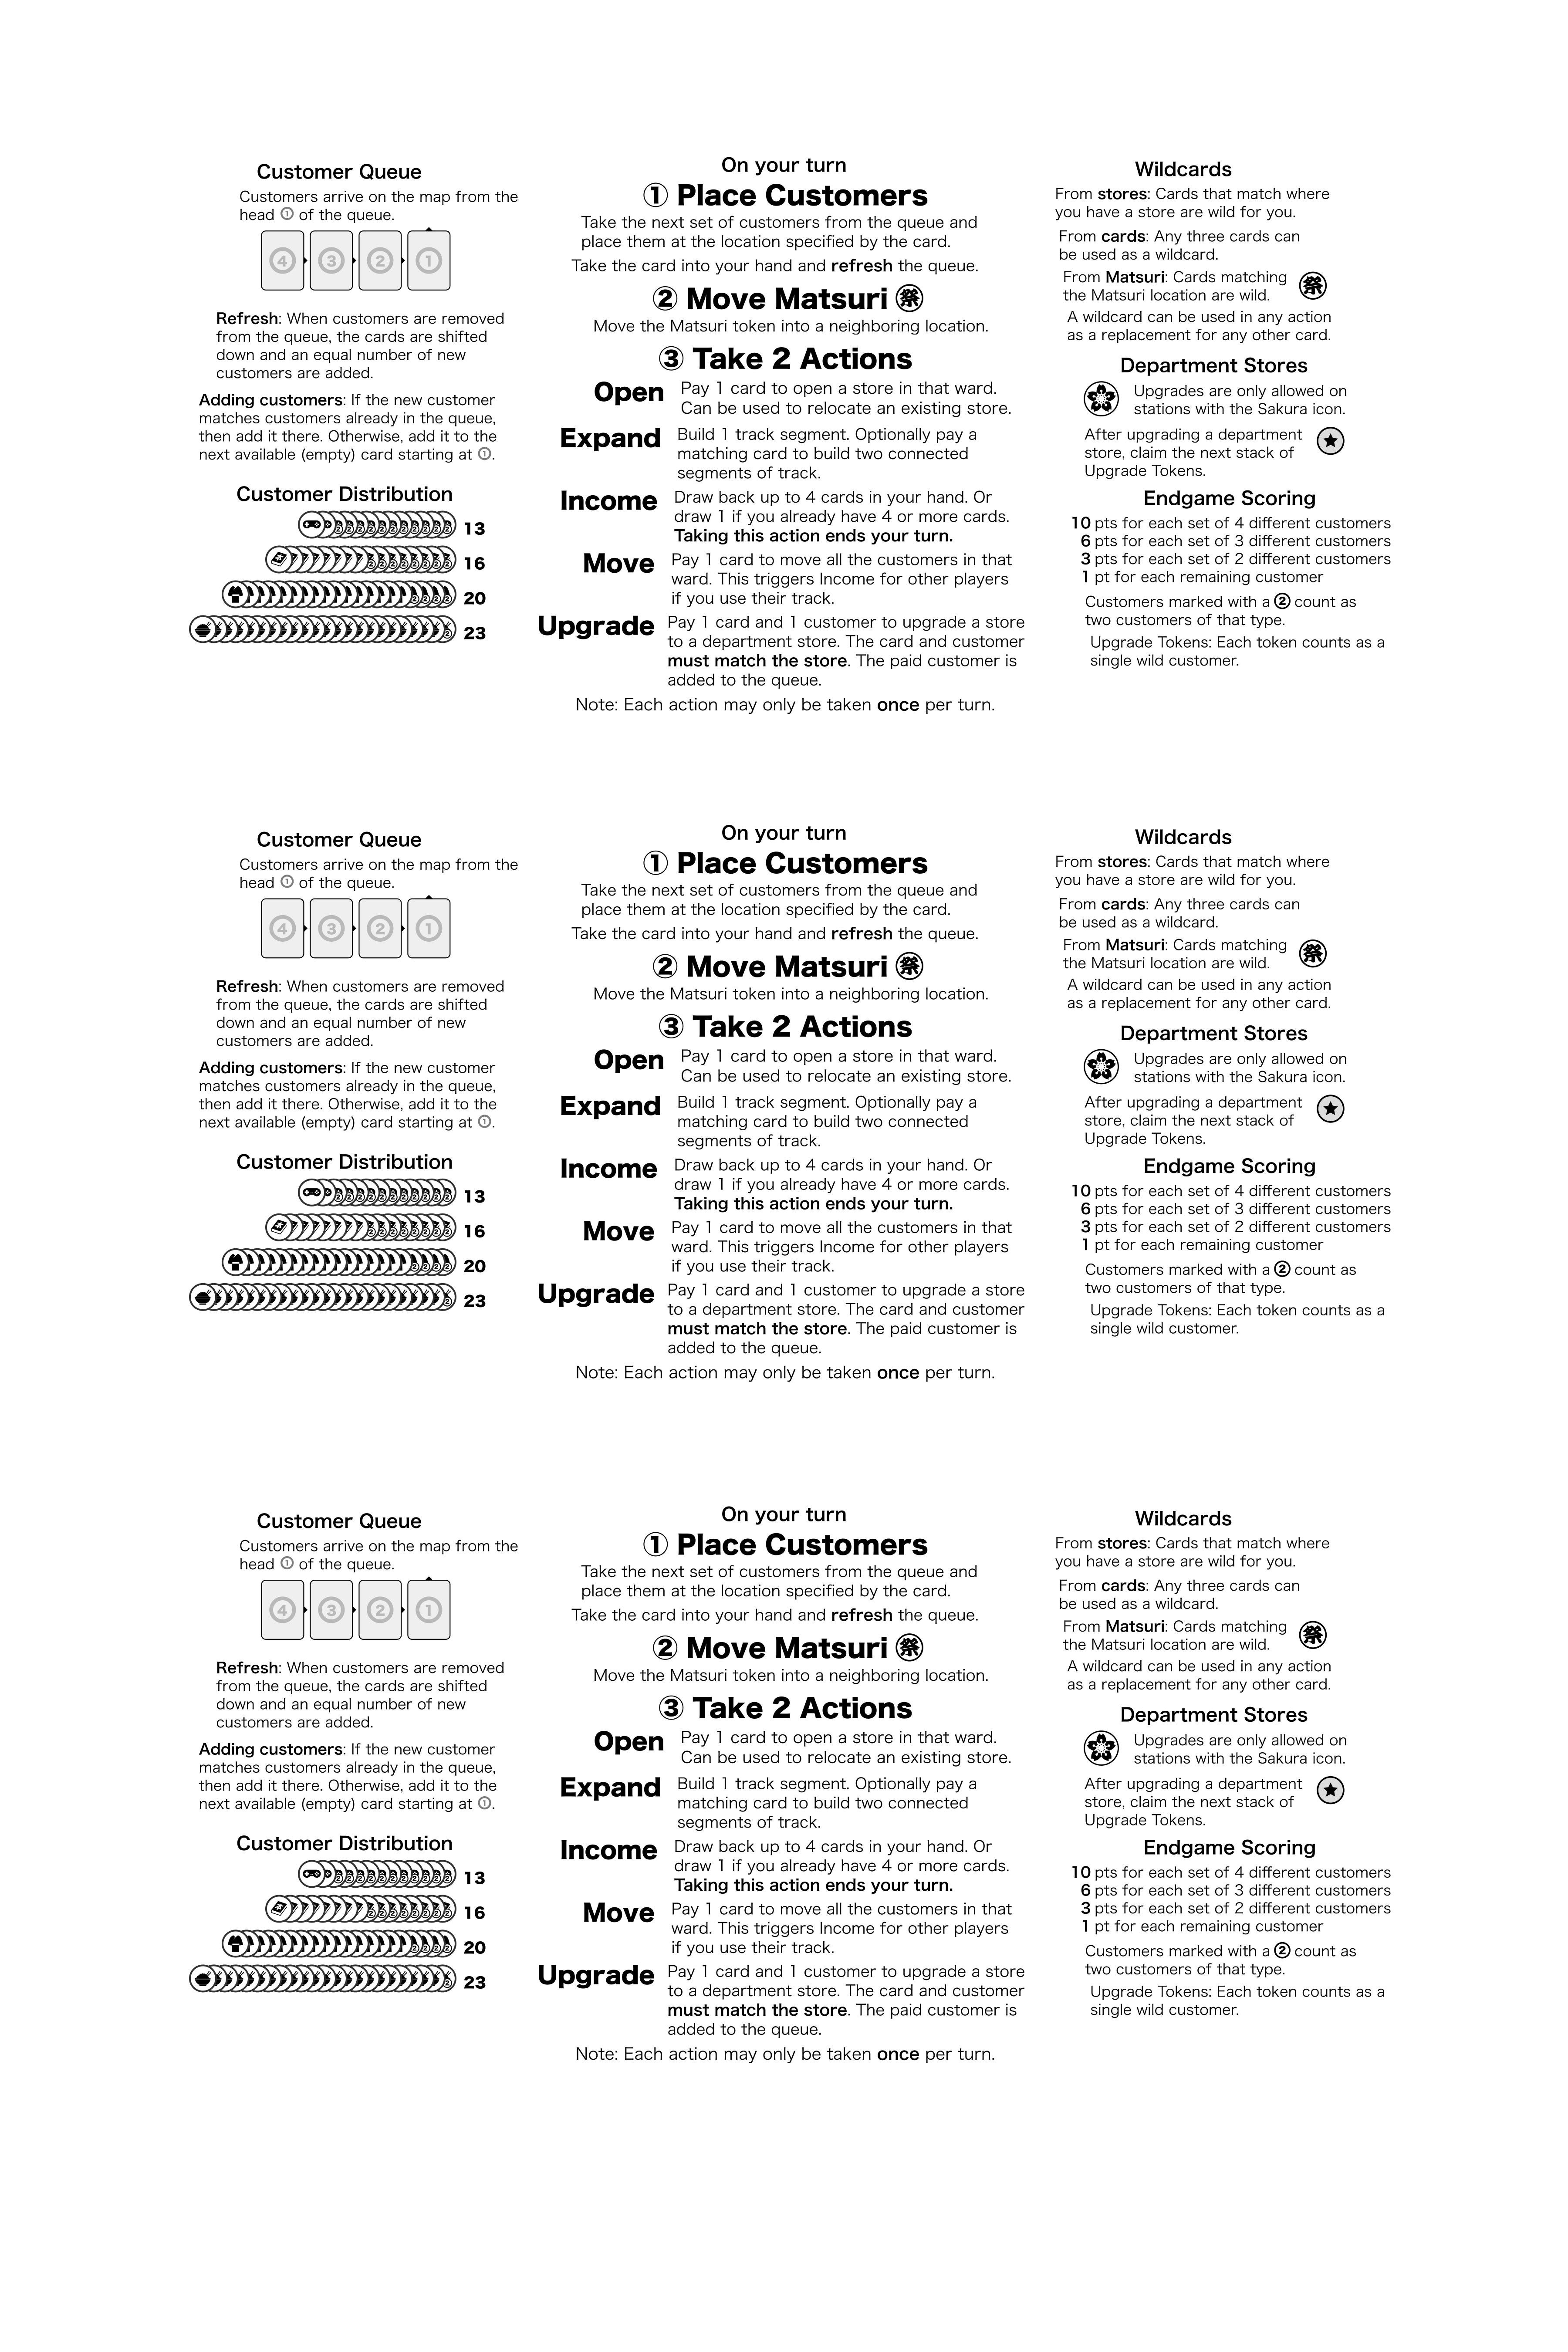 Customer Queue
Customers arrive on the map from the
head ① of the queue.
④ ③ ② ①
Refresh: When customers are removed
from the queue, the cards are shifted
down and an equal number of new
customers are added.
Adding customers: If the new customer
matches customers already in the queue,
then add it there. Otherwise, add it to the
next available (empty) card starting at ①.
Customer Distribution
13
16
20
23
On your turn
① Place Customers
Take the next set of customers from the queue and
place them at the location specified by the card.
Take the card into your hand and refresh the queue.
② Move Matsuri ㊗祭
Move the Matsuri token into a neighboring location.
③ Take 2 Actions
Open Pay 1 card to open a store in that ward.
Can be used to relocate an existing store.
Expand Build 1 track segment. Optionally pay a
matching card to build two connected
segments of track.
Income Draw back up to 4 cards in your hand. Or
draw 1 if you already have 4 or more cards.
Taking this action ends your turn.
Move Pay 1 card to move all the customers in that
ward. This triggers Income for other players
if you use their track.
Upgrade Pay 1 card and 1 customer to upgrade a store
to a department store. The card and customer
must match the store. The paid customer is
added to the queue.
Note: Each action may only be taken once per turn.
Wildcards
From stores: Cards that match where
you have a store are wild for you.
From cards: Any three cards can
be used as a wildcard.
From Matsuri: Cards matching 祭
the Matsuri location are wild.
A wildcard can be used in any action
as a replacement for any other card.
Department Stores
Upgrades are only allowed on
stations with the Sakura icon.
After upgrading a department
store, claim the next stack of
Upgrade Tokens.
Endgame Scoring
10 pts for each set of 4 different customers
6 pts for each set of 3 different customers
3 pts for each set of 2 different customers
1 pt for each remaining customer
Customers marked with a ② count as
two customers of that type.
Upgrade Tokens: Each token counts as a
single wild customer.
Customer Queue
Customers arrive on the map from the
head ① of the queue.
④ ③ ② ①
Refresh: When customers are removed
from the queue, the cards are shifted
down and an equal number of new
customers are added.
Adding customers: If the new customer
matches customers already in the queue,
then add it there. Otherwise, add it to the
next available (empty) card starting at ①.
Customer Distribution
13
16
20
23
On your turn
① Place Customers
Take the next set of customers from the queue and
place them at the location specified by the card.
Take the card into your hand and refresh the queue.
② Move Matsuri 祭
Move the Matsuri token into a neighboring location.
③ Take 2 Actions
Open Pay 1 card to open a store in that ward.
Can be used to relocate an existing store.
Expand Build 1 track segment. Optionally pay a
matching card to build two connected
segments of track.
Income Draw back up to 4 cards in your hand. Or
draw 1 if you already have 4 or more cards.
Taking this action ends your turn.
Move Pay 1 card to move all the customers in that
ward. This triggers Income for other players
if you use their track.
Upgrade Pay 1 card and 1 customer to upgrade a store
to a department store. The card and customer
must match the store. The paid customer is
added to the queue.
Note: Each action may only be taken once per turn.
Wildcards
From stores: Cards that match where
you have a store are wild for you.
From cards: Any three cards can
be used as a wildcard.
From Matsuri: Cards matching 祭
the Matsuri location are wild.
A wildcard can be used in any action
as a replacement for any other card.
Department Stores
Upgrades are only allowed on
stations with the Sakura icon.
After upgrading a department
store, claim the next stack of
Upgrade Tokens.
Endgame Scoring
10 pts for each set of 4 different customers
6 pts for each set of 3 different customers
3 pts for each set of 2 different customers
1 pt for each remaining customer
Customers marked with a ② count as
two customers of that type.
Upgrade Tokens: Each token counts as a
single wild customer.
Customer Queue
Customers arrive on the map from the
head ① of the queue.
④ ③ ② ①
Refresh: When customers are removed
from the queue, the cards are shifted
down and an equal number of new
customers are added.
Adding customers: If the new customer
matches customers already in the queue,
then add it there. Otherwise, add it to the
next available (empty) card starting at ①.
Customer Distribution
13
16
20
23
On your turn
① Place Customers
Take the next set of customers from the queue and
place them at the location specified by the card.
Take the card into your hand and refresh the queue.
② Move Matsuri 祭
Move the Matsuri token into a neighboring location.
③ Take 2 Actions
Open Pay 1 card to open a store in that ward.
Can be used to relocate an existing store.
Expand Build 1 track segment. Optionally pay a
matching card to build two connected
segments of track.
Income Draw back up to 4 cards in your hand. Or
draw 1 if you already have 4 or more cards.
Taking this action ends your turn.
Move Pay 1 card to move all the customers in that
ward. This triggers Income for other players
if you use their track.
Upgrade Pay 1 card and 1 customer to upgrade a store
to a department store. The card and customer
must match the store. The paid customer is
added to the queue.
Note: Each action may only be taken once per turn.
Wildcards
From stores: Cards that match where
you have a store are wild for you.
From cards: Any three cards can
be used as a wildcard.
From Matsuri: Cards matching 祭
the Matsuri location are wild.
A wildcard can be used in any action
as a replacement for any other card.
Department Stores
Upgrades are only allowed on
stations with the Sakura icon.
After upgrading a department
store, claim the next stack of
Upgrade Tokens.
Endgame Scoring
10 pts for each set of 4 different customers
6 pts for each set of 3 different customers
3 pts for each set of 2 different customers
1 pt for each remaining customer
Customers marked with a ② count as
two customers of that type.
Upgrade Tokens: Each token counts as a
single wild customer.